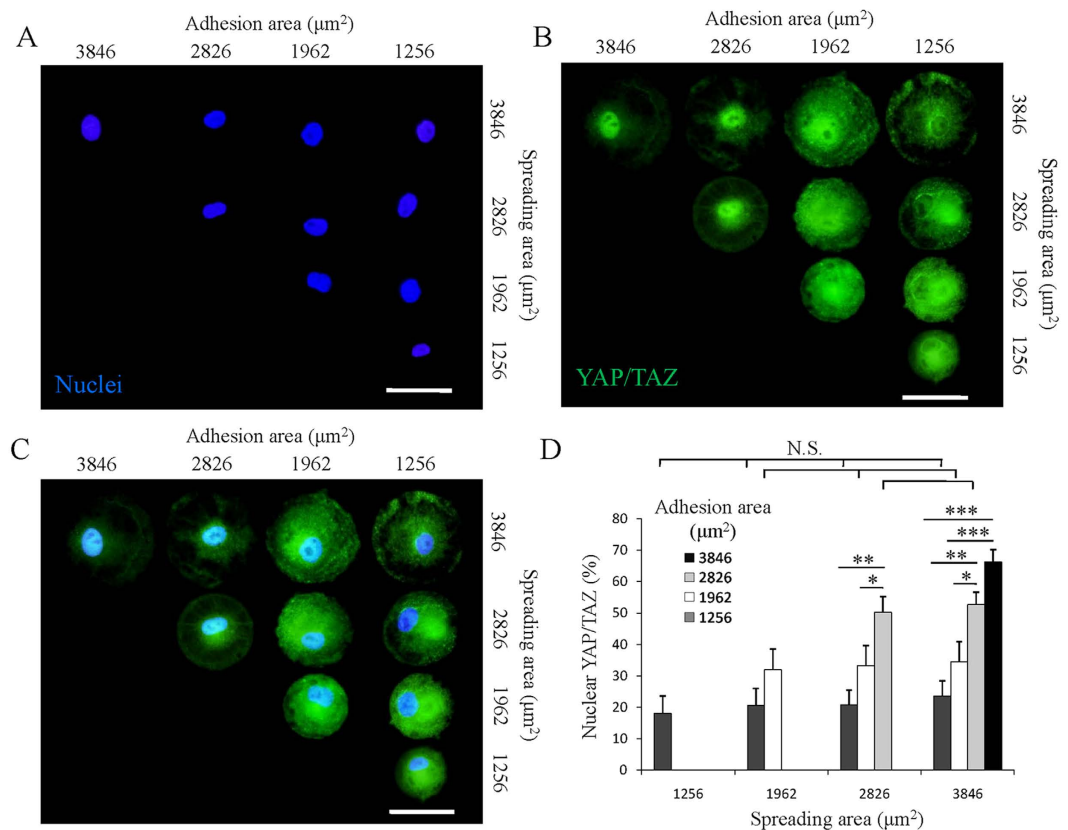 A
Adhesion area (µm²)
3846 2826 1962 1256
3846
2826
1962
1256
Spreading area (µm²)
Nuclei
B
Adhesion area (µm²)
3846 2826 1962 1256
3846
2826
1962
1256
Spreading area (µm²)
YAP/TAZ
C
Adhesion area (µm²)
3846 2826 1962 1256
3846
2826
1962
1256
Spreading area (µm²)
D
N.S.
Adhesion area
(µm²)
3846
2826
1962
1256
** 
*
***
***
**
*
80
70
60
50
40
30
20
10
0
Nuclear YAP/TAZ (%)
1256 1962 2826 3846
Spreading area (µm²)